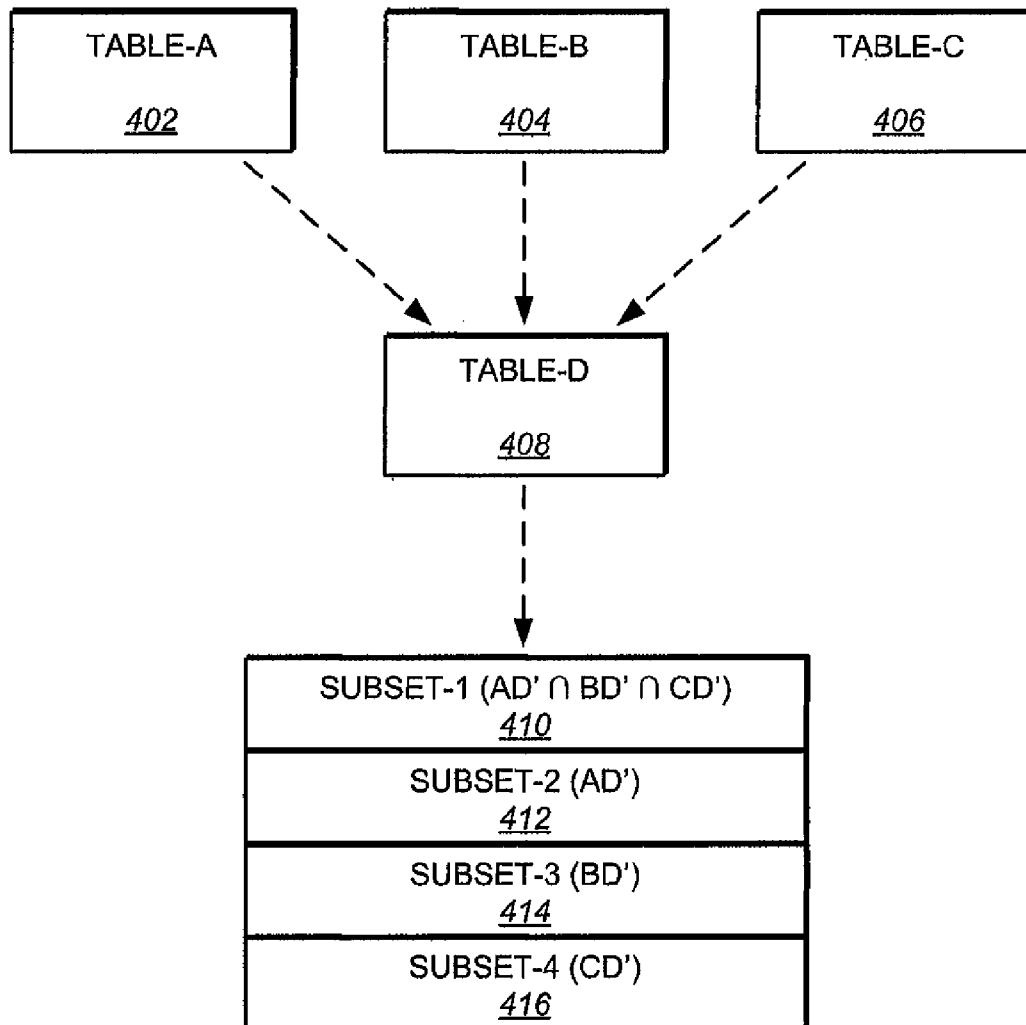 TABLE-A
402
TABLE-B
404
TABLE-C
406
TABLE-D
408
SUBSET-1 (AD' ∩ BD' ∩ CD')
410
SUBSET-2 (AD')
412
SUBSET-3 (BD')
414
SUBSET-4 (CD')
416